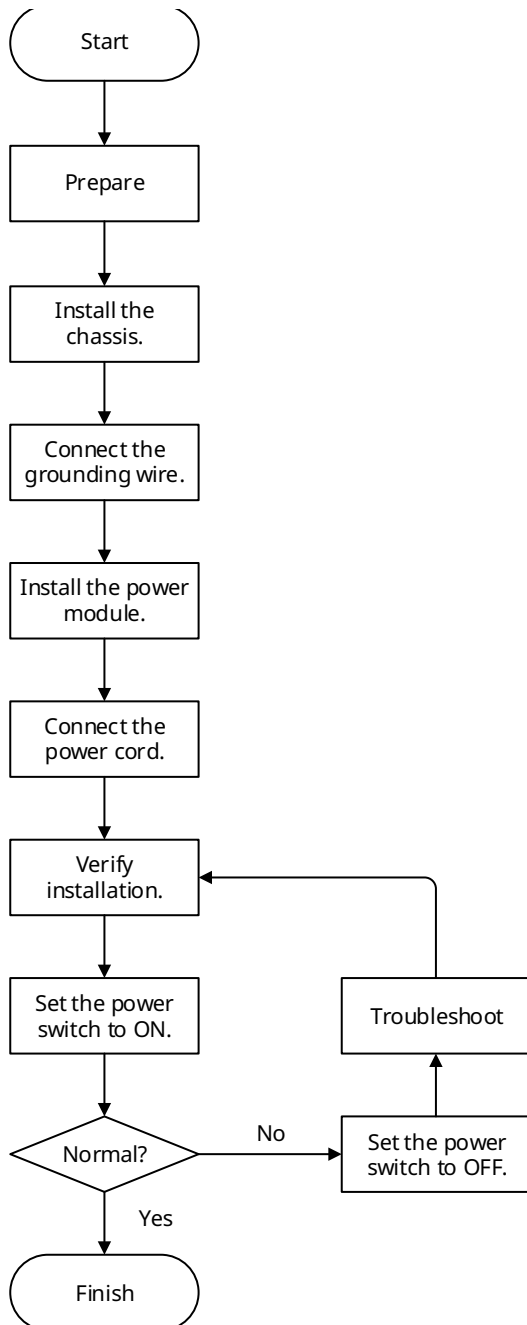 Start
Prepare
Install the
chassis.
Connect the
grounding wire.
Install the power
module.
Connect the
power cord.
Verify
installation.
Set the power
switch to ON.
Troubleshoot
Normal?
No
Set the power
switch to OFF.
Yes
Finish